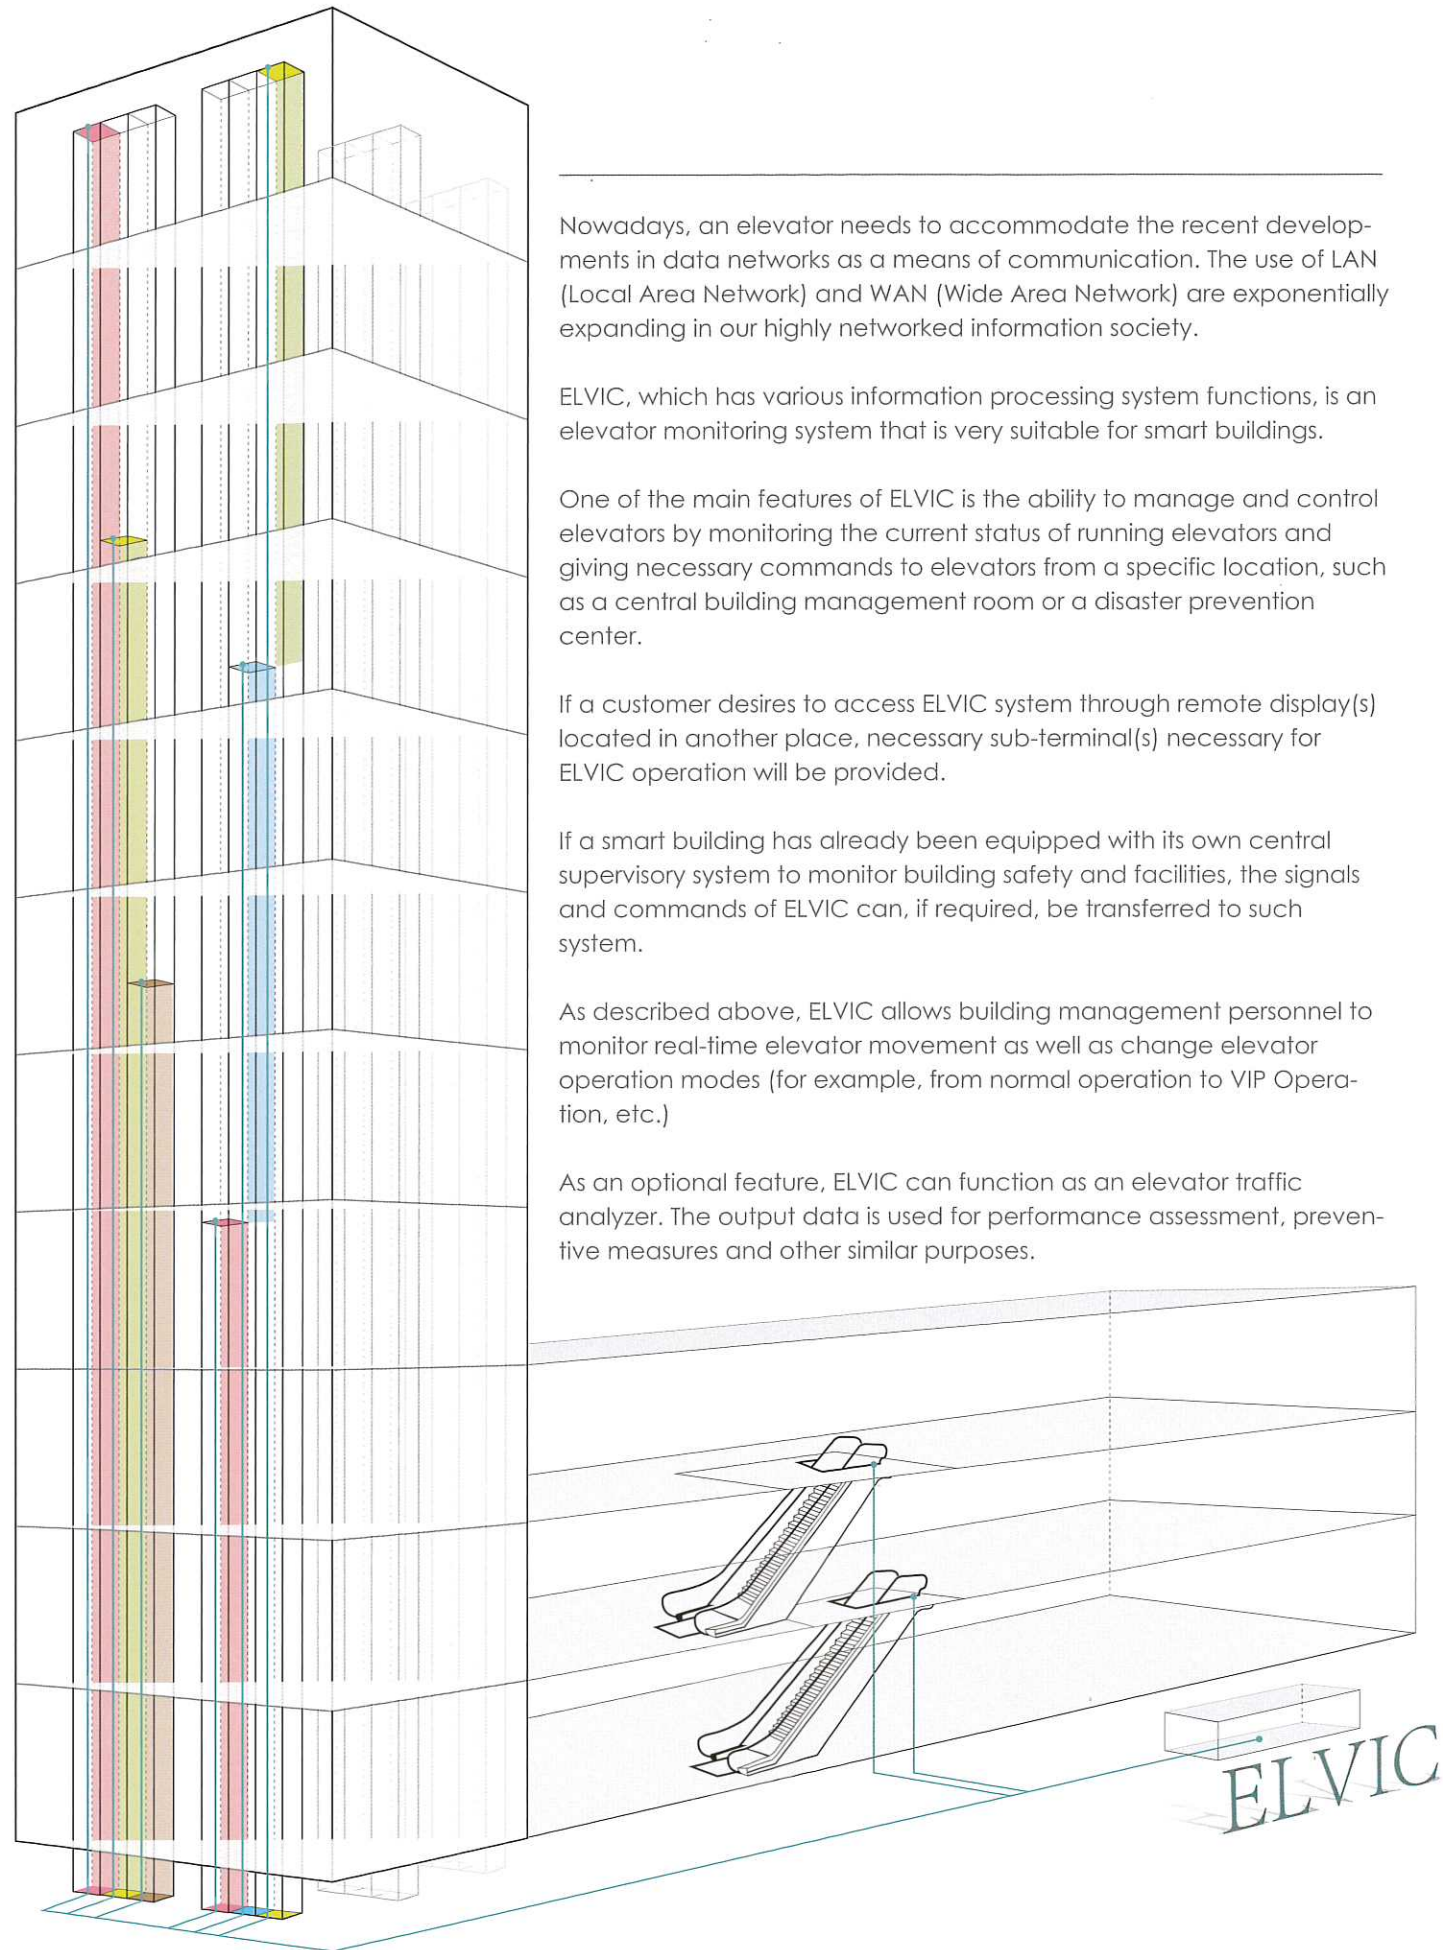 Nowadays, an elevator needs to accommodate the recent develop-
ments in data networks as a means of communication. The use of LAN
(Local Area Network) and WAN (Wide Area Network) are exponentially
expanding in our highly networked information society.
ELVIC, which has various information processing system functions, is an
elevator monitoring system that is very suitable for smart buildings.
One of the main features of ELVIC is the ability to manage and control
elevators by monitoring the current status of running elevators and
giving necessary commands to elevators from a specific location, such
as a central building management room or a disaster prevention
center.
If a customer desires to access ELVIC system through remote display(s)
located in another place, necessary sub-terminal(s) necessary for
ELVIC operation will be provided.
If a smart building has already been equipped with its own central
supervisory system to monitor building safety and facilities, the signals
and commands of ELVIC can, if required, be transferred to such
system.
As described above, ELVIC allows building management personnel to
monitor real-time elevator movement as well as change elevator
operation modes (for example, from normal operation to VIP Opera-
tion, etc.)
As an optional feature, ELVIC can function as an elevator traffic
analyzer. The output data is used for performance assessment, preven-
tive measures and other similar purposes.
ELVIC